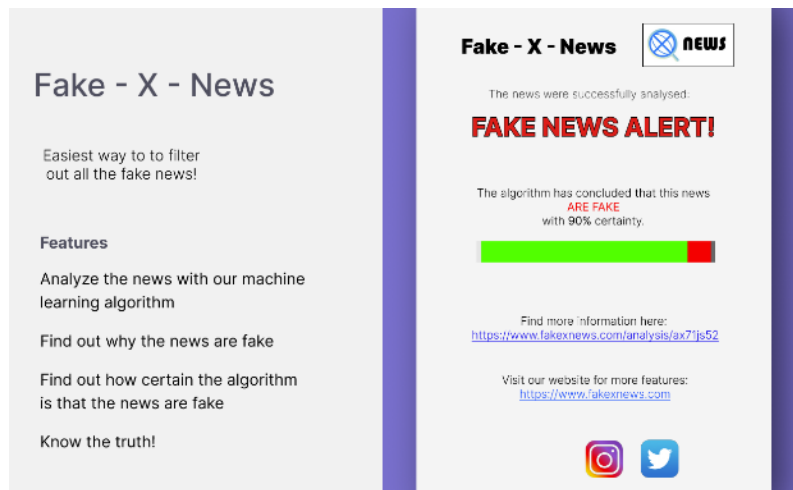 Fake - X - News
Easiest way to to filter
out all the fake news!
Features
Analyze the news with our machine
learning algorithm
Find out why the news are fake
Find out how certain the algorithm
is that the news are fake
Know the truth!
Fake - X - News
NEWS
The news were successfully analysed:
FAKE NEWS ALERT!
The algorithm has concluded that this news
ARE FAKE
with 90% certainty.
Find more information here:
https://www.fakexnews.com/analysis/ax71js52
Visit our website for more features:
https://www.fakexnews.com